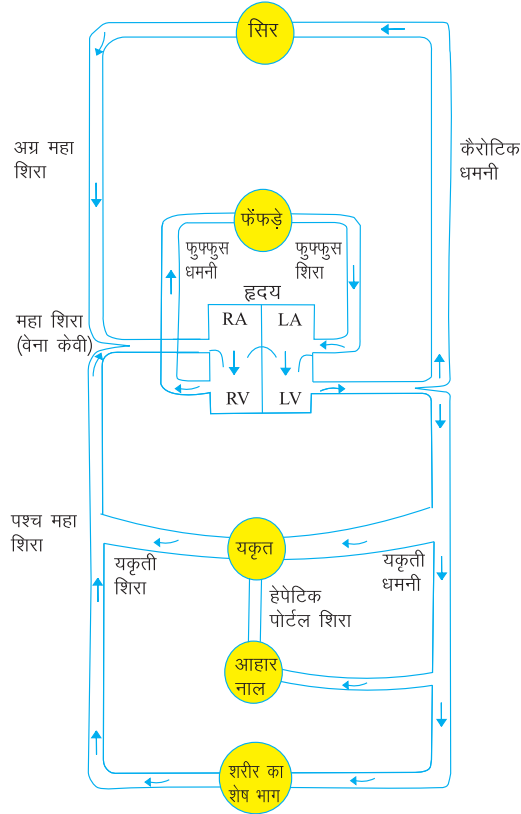 सिर
अग्र महा
शिरा
कैरोटिक
धमनी
फेंफड़े
फुफ्फुस
धमनी
फुफ्फुस
शिरा
हृदय
RA
LA
महा शिरा
(वेना केवी)
RV
LV
पश्च महा
शिरा
यकृत
यकृती
शिरा
यकृती
धमनी
हेपेटिक
पोर्टल शिरा
आहार
नाल
शरीर का
शेष भाग